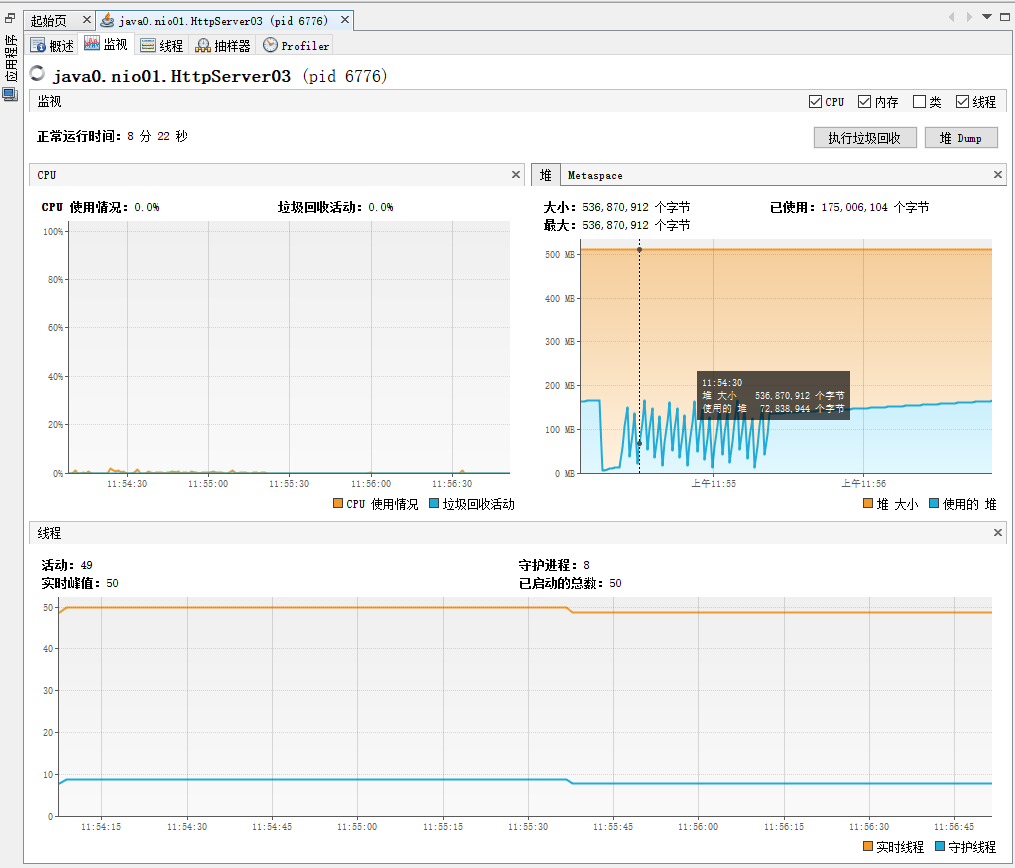 起始页
java0.nio01.HttpServer03 (pid 6776)
应用程序
概述 监视 线程 抽样器 Profiler
java0.nio01.HttpServer03 (pid 6776)
监视
CPU 内存 类 线程
正常运行时间: 8 分 22 秒
执行垃圾回收 堆 Dump
CPU
CPU 使用情况: 0.0% 垃圾回收活动: 0.0%
100%
80%
60%
40%
20%
0%
11:54:30 11:55:00 11:55:30 11:56:00 11:56:30
CPU 使用情况 垃圾回收活动
堆 Metaspace
大小: 536,870,912 个字节 已使用: 175,006,104 个字节
最大: 536,870,912 个字节
500 MB
400 MB
300 MB
200 MB
100 MB
0 MB
11:54:30
堆 大小 536,870,912 个字节
使用的 堆 72,838,944 个字节
上午11:55 上午11:56
堆 大小 使用的 堆
线程
活动: 49 守护进程: 8
实时峰值: 50 已启动的总数: 50
50
40
30
20
10
0
11:54:15 11:54:30 11:54:45 11:55:00 11:55:15 11:55:30 11:55:45 11:56:00 11:56:15 11:56:30 11:56:45
实时线程 守护线程